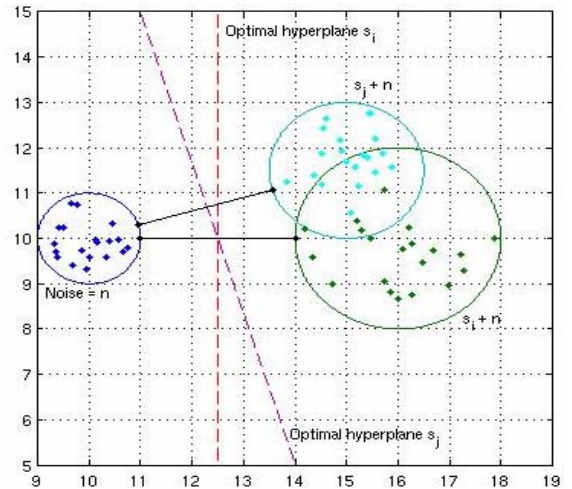 15
14
13
12
11
10
9
8
7
6
5
Optimal hyperplane s_i
s_j + n
Noise = n
s_i + n
Optimal hyperplane s_j
9 10 11 12 13 14 15 16 17 18 19